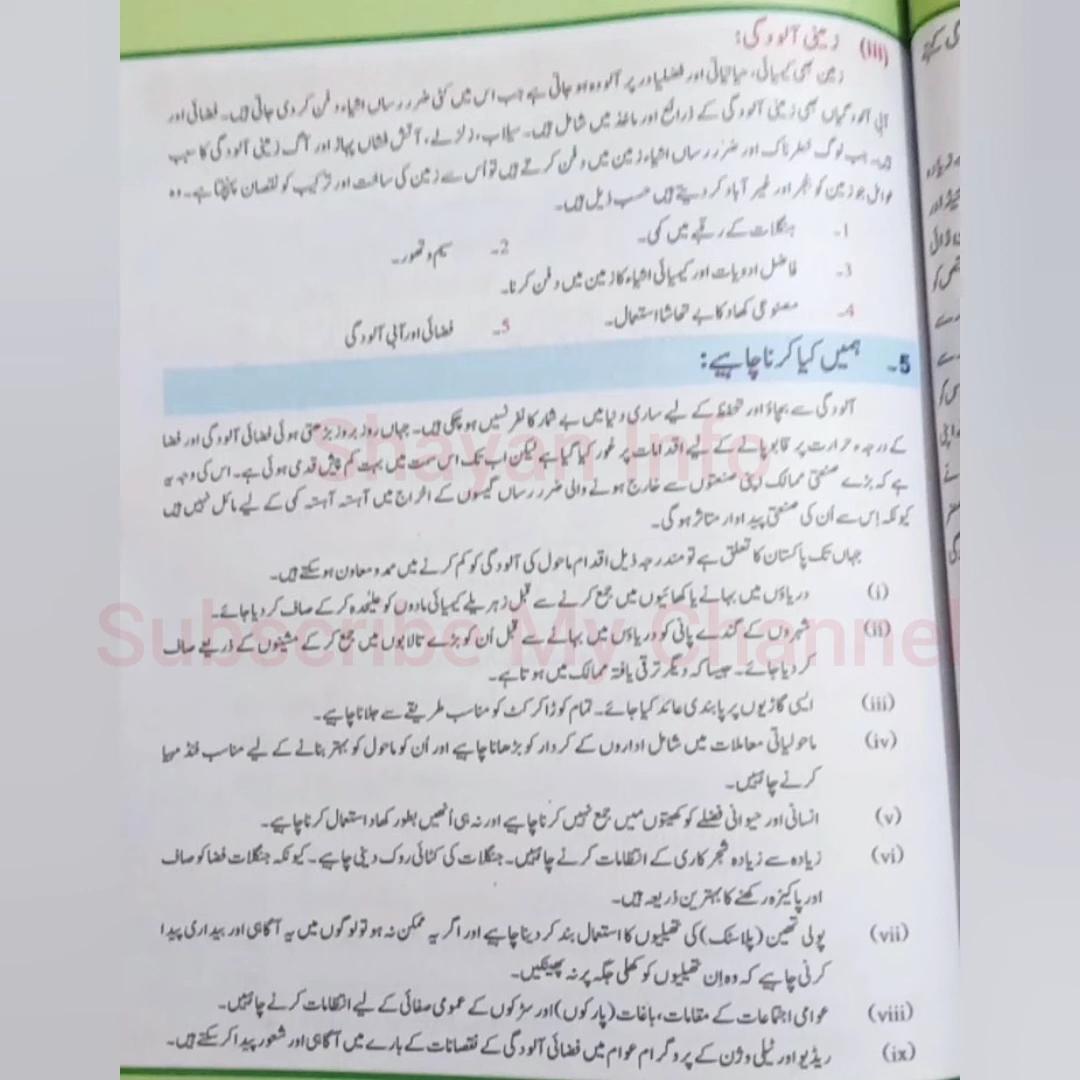 (iii) زمینی آلودگی:
زمین بھی کیمیائی، حیاتیاتی اور فضلیاد پر آلودہ ہو جاتی ہے جب اس میں کئی ضرر رساں اشیاء دفن کر دی جاتی ہیں۔ فضائی اور
آبی آلودگیاں بھی زمینی آلودگی کے ذرائع اور ماخذ میں شامل ہیں۔ سیلاب، زلزلے، آتش فشاں پہاڑ اور آگ زمینی آلودگی کا سبب
ہیں۔ جب لوگ خطرناک اور ضرر رساں اشیاء زمین میں دفن کرتے ہیں تو اُس سے زمین کی ساخت اور ترکیب کو نقصان پہنچتا ہے۔ وہ
عوامل جو زمین کو بنجر اور غیر آباد کر دیتے ہیں حسب ذیل ہیں۔
1۔ جنگلات کے رقبے میں کمی۔ 2۔ سیم و تھور۔
3۔ فاضل ادویات اور کیمیائی اشیاء کا زمین میں دفن کرنا۔
4۔ مصنوعی کھاد کا بے تحاشا استعمال۔ 5۔ فضائی اور آبی آلودگی
5۔ ہمیں کیا کرنا چاہیے:
آلودگی سے بچاؤ اور تحفظ کے لیے ساری دنیا میں بے شمار کانفرنسیں ہو چکی ہیں۔ جہاں روز بروز بڑھتی ہوئی فضائی آلودگی اور فضا
کے درجہ حرارت پر قابو پانے کے لیے اقدامات پر غور کیا گیا ہے لیکن اب تک اس سمت میں بہت کم پیش قدمی ہوئی ہے۔ اس کی وجہ یہ
ہے کہ بڑے صنعتی ممالک اپنی صنعتوں سے خارج ہونے والی ضرر رساں گیسوں کے اخراج میں آہستہ آہستہ کمی کے لیے مائل نہیں ہیں
کیونکہ اِس سے اُن کی صنعتی پیداوار متاثر ہوگی۔
جہاں تک پاکستان کا تعلق ہے تو مندرجہ ذیل اقدام ماحول کی آلودگی کو کم کرنے میں ممد و معاون ہو سکتے ہیں۔
(i) دریاؤں میں بہانے یا کھائیوں میں جمع کرنے سے قبل زہریلے کیمیائی مادوں کو علیحدہ کر کے صاف کر دیا جائے۔
(ii) شہروں کے گندے پانی کو دریاؤں میں بہانے سے قبل اُن کو بڑے تالابوں میں جمع کر کے مشینوں کے ذریعے صاف
کر دیا جائے۔ جیسا کہ دیگر ترقی یافتہ ممالک میں ہوتا ہے۔
(iii) ایسی گاڑیوں پر پابندی عائد کیا جائے۔ تمام کوڑا کرکٹ کو مناسب طریقے سے جلانا چاہیے۔
(iv) ماحولیاتی معاملات میں شامل اداروں کے کردار کو بڑھانا چاہیے اور اُن کو ماحول کو بہتر بنانے کے لیے مناسب فنڈ مہیا
کرنے چاہئیں۔
(v) انسانی اور حیوانی فضلے کو کھیتوں میں جمع نہیں کرنا چاہیے اور نہ ہی اُنھیں بطور کھاد استعمال کرنا چاہیے۔
(vi) زیادہ سے زیادہ شجرکاری کے انتظامات کرنے چاہئیں۔ جنگلات کی کٹائی روک دینی چاہیے۔ کیونکہ جنگلات فضا کو صاف
اور پاکیزہ رکھنے کا بہترین ذریعہ ہیں۔
(vii) پولی تھین (پلاسٹک) کی تھیلیوں کا استعمال بند کر دینا چاہیے اور اگر یہ ممکن نہ ہو تو لوگوں میں یہ آگاہی اور بیداری پیدا
کرنی چاہیے کہ وہ اِن تھیلیوں کو کھلی جگہ پر نہ پھینکیں۔
(viii) عوامی اجتماعات کے مقامات، باغات (پارکوں) اور سڑکوں کے عمومی صفائی کے لیے انتظامات کرنے چاہئیں۔
(ix) ریڈیو اور ٹیلی وژن کے پروگرام عوام میں فضائی آلودگی کے نقصانات کے بارے میں آگاہی اور شعور پیدا کر سکتے ہیں۔
Shayan Info
Subscribe My Channel